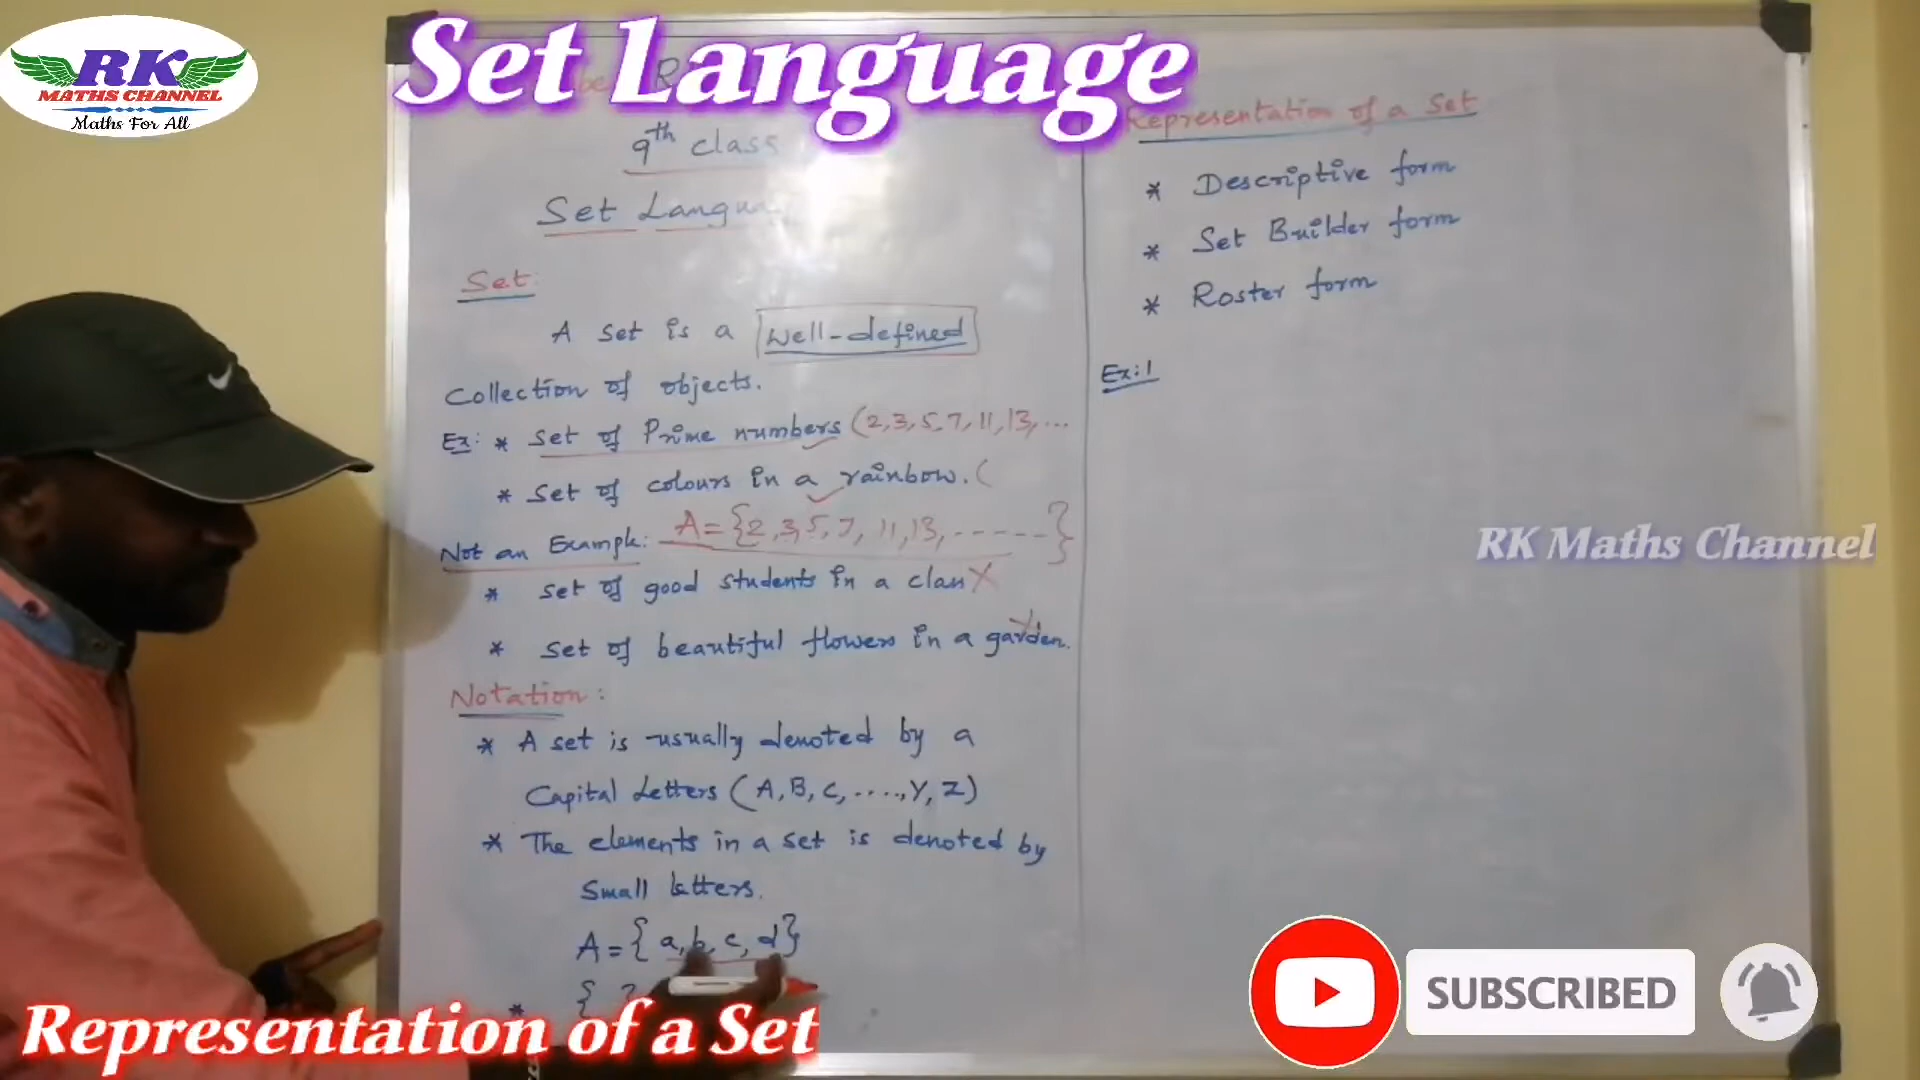 RK
MATHS CHANNEL
Maths For All
Set Language
9th class
Set Langua
Set:
A set is a well-defined
Collection of objects.
Ex: * Set of Prime numbers (2,3,5,7,11,13,...
* Set of colours in a rainbow. (
Not an Example: A={2,3,5,7,11,13,-----}
* Set of good students in a class X
* Set of beautiful flowers in a garden.
Notation:
* A set is usually denoted by a
Capital Letters (A,B,C,....,Y,Z)
* The elements in a set is denoted by
Small letters.
A={a,b,c,d}
* {
Representation of a Set
* Descriptive form
* Set Builder form
* Roster form
Ex:1
RK Maths Channel
SUBSCRIBED
Representation of a Set